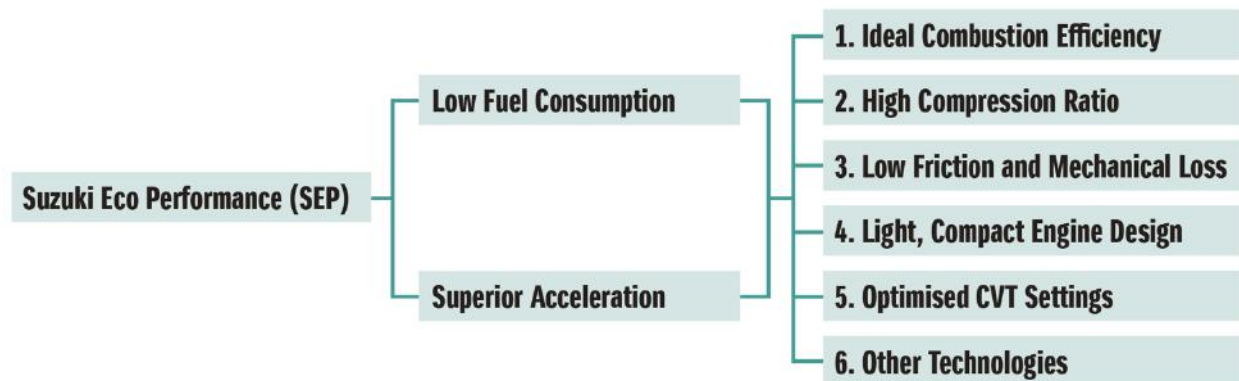 Suzuki Eco Performance (SEP)
Low Fuel Consumption
Superior Acceleration
1. Ideal Combustion Efficiency
2. High Compression Ratio
3. Low Friction and Mechanical Loss
4. Light, Compact Engine Design
5. Optimised CVT Settings
6. Other Technologies